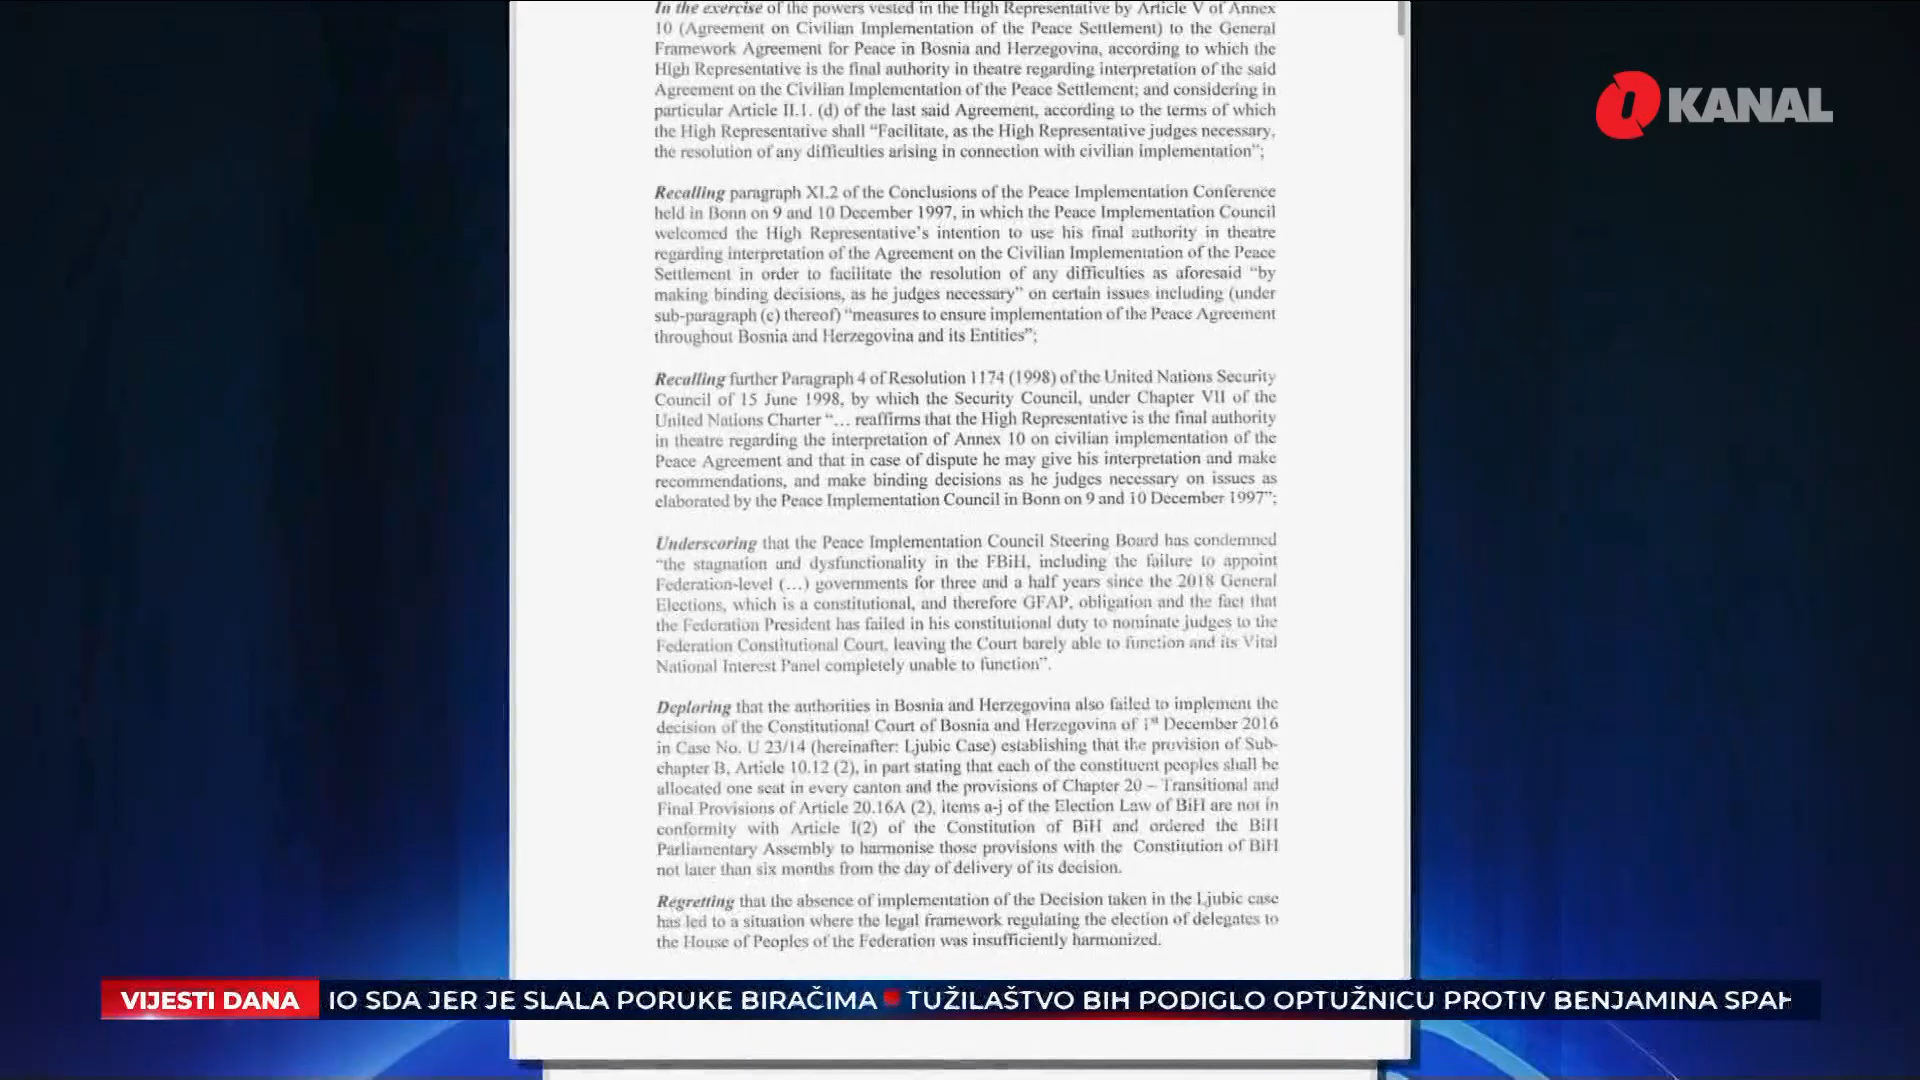 In the exercise of the powers vested in the High Representative by Article V of Annex
10 (Agreement on Civilian Implementation of the Peace Settlement) to the General
Framework Agreement for Peace in Bosnia and Herzegovina, according to which the
High Representative is the final authority in theatre regarding interpretation of the said
Agreement on the Civilian Implementation of the Peace Settlement; and considering in
particular Article II.1. (d) of the last said Agreement, according to the terms of which
the High Representative shall “Facilitate, as the High Representative judges necessary,
the resolution of any difficulties arising in connection with civilian implementation”;
Recalling paragraph XI.2 of the Conclusions of the Peace Implementation Conference
held in Bonn on 9 and 10 December 1997, in which the Peace Implementation Council
welcomed the High Representative’s intention to use his final authority in theatre
regarding interpretation of the Agreement on the Civilian Implementation of the Peace
Settlement in order to facilitate the resolution of any difficulties as aforesaid “by
making binding decisions, as he judges necessary” on certain issues including (under
sub-paragraph (c) thereof) “measures to ensure implementation of the Peace Agreement
throughout Bosnia and Herzegovina and its Entities”;
Recalling further Paragraph 4 of Resolution 1174 (1998) of the United Nations Security
Council of 15 June 1998, by which the Security Council, under Chapter VII of the
United Nations Charter “… reaffirms that the High Representative is the final authority
in theatre regarding the interpretation of Annex 10 on civilian implementation of the
Peace Agreement and that in case of dispute he may give his interpretation and make
recommendations, and make binding decisions as he judges necessary on issues as
elaborated by the Peace Implementation Council in Bonn on 9 and 10 December 1997”;
Underscoring that the Peace Implementation Council Steering Board has condemned
“the stagnation and dysfunctionality in the FBiH, including the failure to appoint
Federation-level (…) governments for three and a half years since the 2018 General
Elections, which is a constitutional, and therefore GFAP, obligation and the fact that
the Federation President has failed in his constitutional duty to nominate judges to the
Federation Constitutional Court, leaving the Court barely able to function and its Vital
National Interest Panel completely unable to function”.
Deploring that the authorities in Bosnia and Herzegovina also failed to implement the
decision of the Constitutional Court of Bosnia and Herzegovina of 1st December 2016
in Case No. U 23/14 (hereinafter: Ljubic Case) establishing that the provision of Sub-
chapter B, Article 10.12 (2), in part stating that each of the constituent peoples shall be
allocated one seat in every canton and the provisions of Chapter 20 – Transitional and
Final Provisions of Article 20.16A (2), items a-j of the Election Law of BiH are not in
conformity with Article I(2) of the Constitution of BiH and ordered the BiH
Parliamentary Assembly to harmonise those provisions with the Constitution of BiH
not later than six months from the day of delivery of its decision.
Regretting that the absence of implementation of the Decision taken in the Ljubic case
has led to a situation where the legal framework regulating the election of delegates to
the House of Peoples of the Federation was insufficiently harmonized.
O KANAL
VIJESTI DANA IO SDA JER JE SLALA PORUKE BIRAČIMA TUŽILAŠTVO BIH PODIGLO OPTUŽNICU PROTIV BENJAMINA SPAH